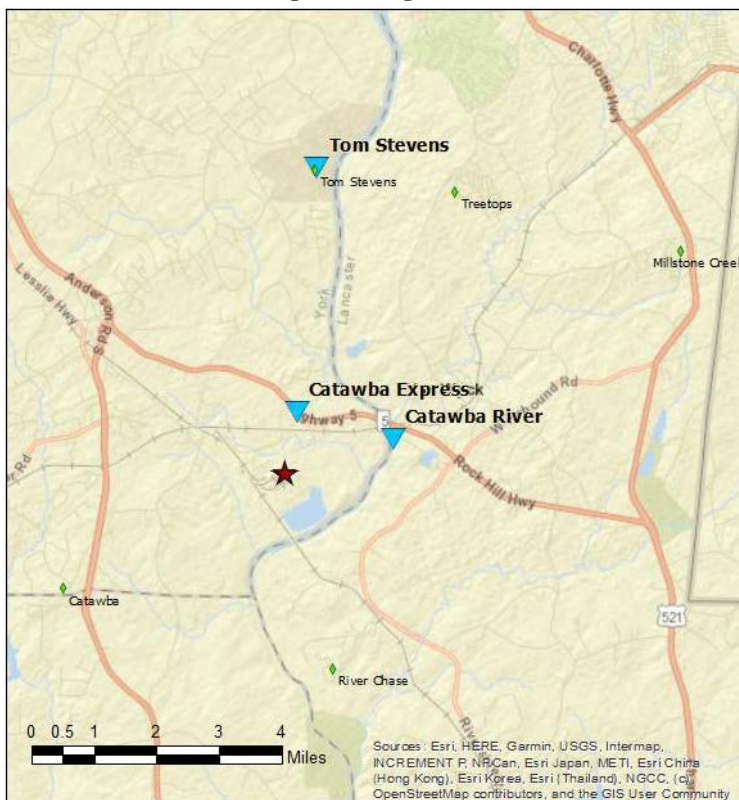 Charlotte Hwy
Tom Stevens
Tom Stevens
Treetops
Millstone Creek
Lesslie Hwy
Anderson Rd S
York
Lancaster
Catawba Express
Highway 5
Catawba River
5
Rock Hill Hwy
Rd
Catawba
521
River Chase
0 0.5 1 2 3 4
Miles
Sources: Esri, HERE, Garmin, USGS, Intermap,
INCREMENT P, NRCan, Esri Japan, METI, Esri China
(Hong Kong), Esri Korea, Esri (Thailand), NGCC, (c)
OpenStreetMap contributors, and the GIS User Community